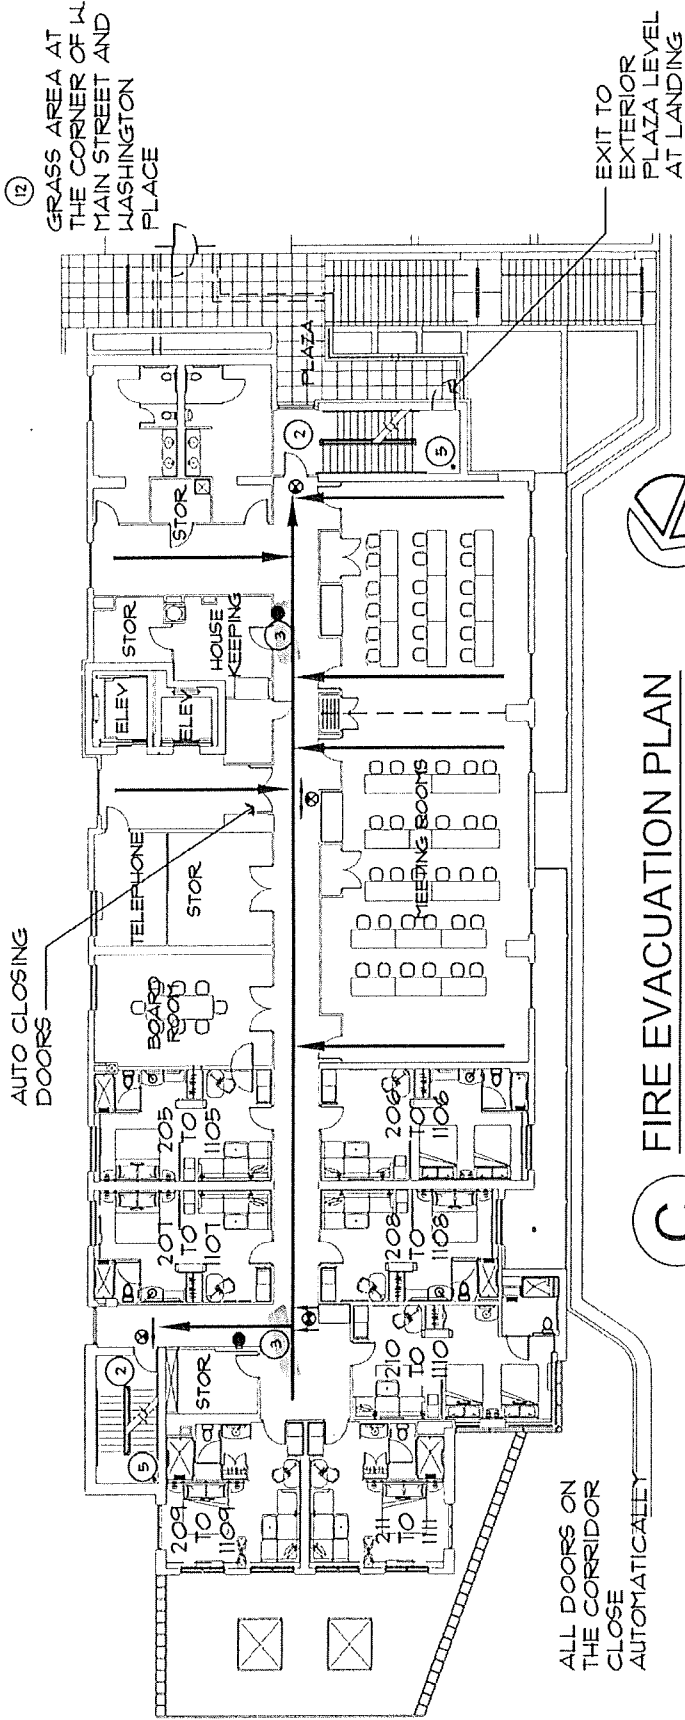 12
GRASS AREA AT
THE CORNER OF W.
MAIN STREET AND
WASHINGTON
PLACE
AUTO CLOSING
DOORS
EXIT TO
EXTERIOR
PLAZA LEVEL
AT LANDING
ALL DOORS ON
THE CORRIDOR
CLOSE
AUTOMATICALLY
2
5
STOR
3
209
TO
1109
211
TO
1111
207
TO
1107
205
TO
1105
210
TO
1110
208
TO
1108
206
TO
1106
BOARD
ROOM
TELEPHONE
STOR
ELEV
ELEV
STOR
HOUSE
KEEPING
3
STOR
MEETING ROOMS
2
5
PLAZA
C
FIRE EVACUATION PLAN